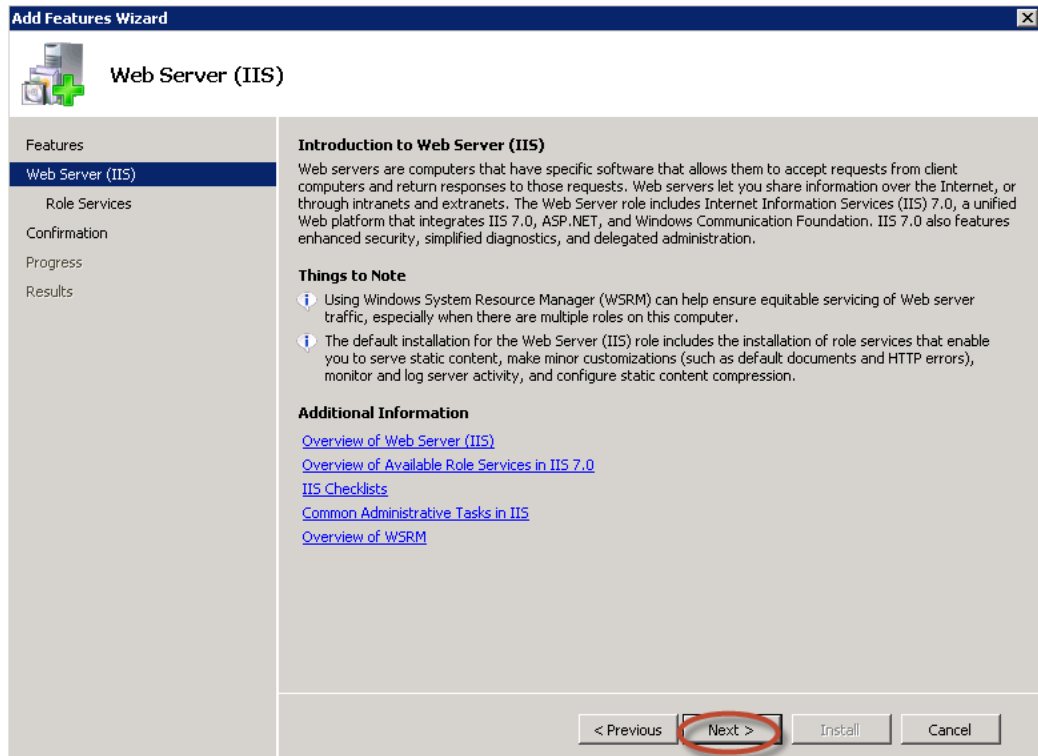 Add Features Wizard
Web Server (IIS)
Features
Web Server (IIS)
Role Services
Confirmation
Progress
Results
Introduction to Web Server (IIS)
Web servers are computers that have specific software that allows them to accept requests from client
computers and return responses to those requests. Web servers let you share information over the Internet, or
through intranets and extranets. The Web Server role includes Internet Information Services (IIS) 7.0, a unified
Web platform that integrates IIS 7.0, ASP.NET, and Windows Communication Foundation. IIS 7.0 also features
enhanced security, simplified diagnostics, and delegated administration.
Things to Note
Using Windows System Resource Manager (WSRM) can help ensure equitable servicing of Web server
traffic, especially when there are multiple roles on this computer.
The default installation for the Web Server (IIS) role includes the installation of role services that enable
you to serve static content, make minor customizations (such as default documents and HTTP errors),
monitor and log server activity, and configure static content compression.
Additional Information
Overview of Web Server (IIS)
Overview of Available Role Services in IIS 7.0
IIS Checklists
Common Administrative Tasks in IIS
Overview of WSRM
< Previous Next > Install Cancel